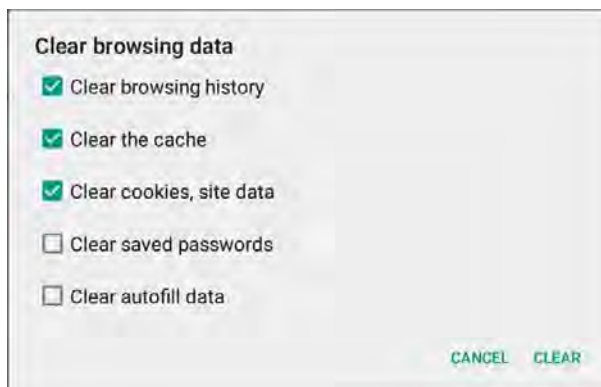 Clear browsing data
Clear browsing history
Clear the cache
Clear cookies, site data
Clear saved passwords
Clear autofill data
CANCEL CLEAR